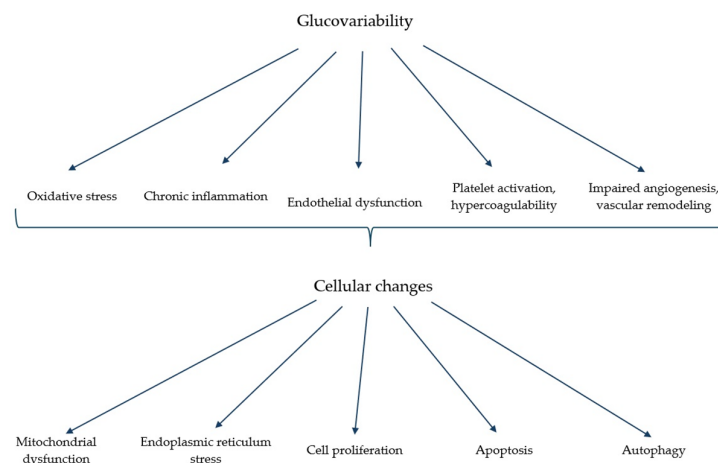 Glucovariability
Oxidative stress
Chronic inflammation
Endothelial dysfunction
Platelet activation,
hypercoagulability
Impaired angiogenesis,
vascular remodeling
Cellular changes
Mitochondrial
dysfunction
Endoplasmic reticulum
stress
Cell proliferation
Apoptosis
Autophagy